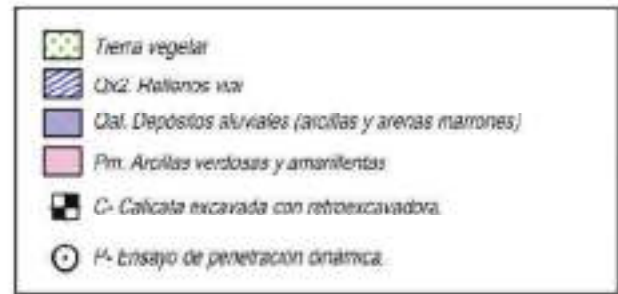 Tierra vegetal
Qx2. Rellenos vial
Qal. Depósitos aluviales (arcillas y arenas marrones)
Pm. Arcillas verdosas y amarillentas
C- Calicata excavada con retroexcavadora.
P- Ensayo de penetración dinámica.